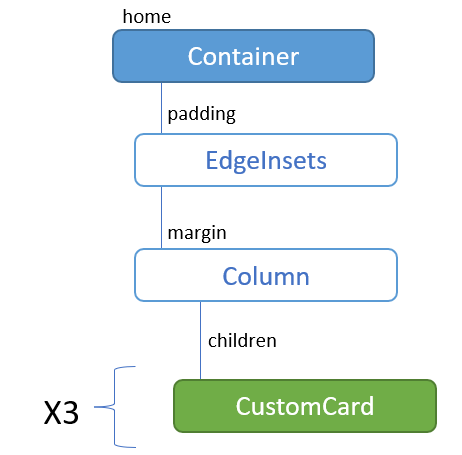 home
Container
padding
EdgeInsets
margin
Column
children
X3
CustomCard